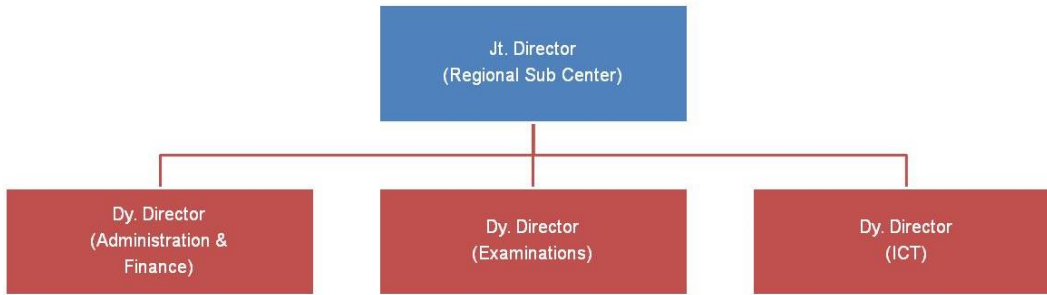 Jt. Director
(Regional Sub Center)
Dy. Director
(Administration &
Finance)
Dy. Director
(Examinations)
Dy. Director
(ICT)